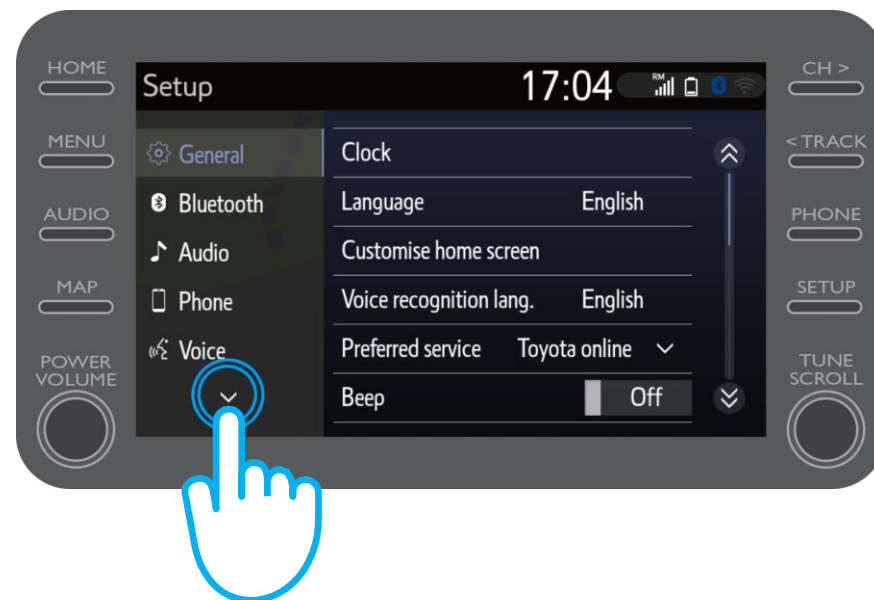 HOME
MENU
AUDIO
MAP
POWER
VOLUME
Setup
17:04
RM
General
Bluetooth
Audio
Phone
Voice
Clock
Language English
Customise home screen
Voice recognition lang. English
Preferred service Toyota online
Beep Off
CH >
< TRACK
PHONE
SETUP
TUNE
SCROLL